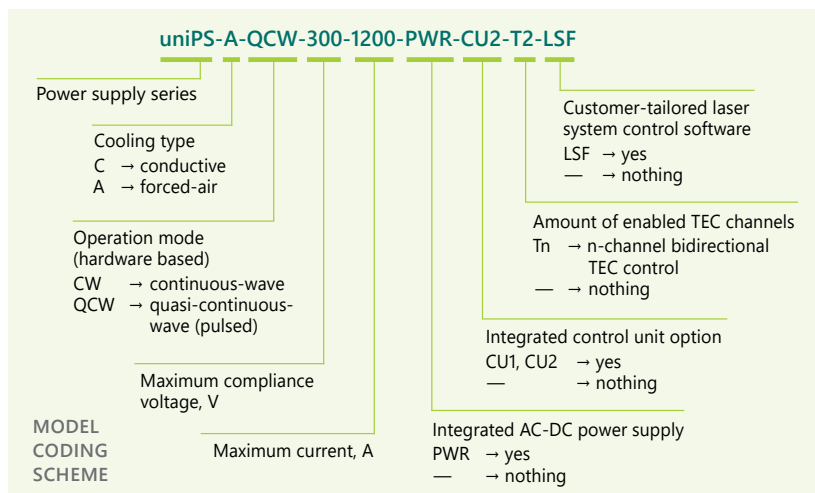 uniPS-A-QCW-300-1200-PWR-CU2-T2-LSF
Power supply series
Cooling type
C → conductive
A → forced-air
Operation mode
(hardware based)
CW → continuous-wave
QCW → quasi-continuous-
wave (pulsed)
Maximum compliance
voltage, V
Maximum current, A
Integrated AC-DC power supply
PWR → yes
— → nothing
Integrated control unit option
CU1, CU2 → yes
— → nothing
Amount of enabled TEC channels
Tn → n-channel bidirectional
TEC control
— → nothing
Customer-tailored laser
system control software
LSF → yes
— → nothing
MODEL
CODING
SCHEME